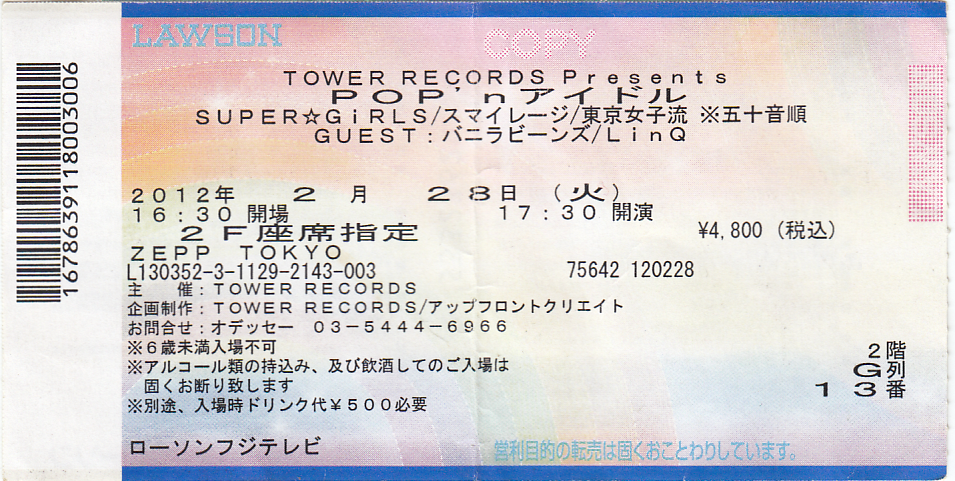 LAWSON
COPY
TOWER RECORDS Presents
POP'nアイドル
SUPER☆GiRLS/スマイレージ/東京女子流 ※五十音順
GUEST:バニラビーンズ/LinQ
2012年 2月 28日 (火)
16:30 開場 17:30 開演
2F座席指定 ¥4,800 (税込)
ZEPP TOKYO
L130352-3-1129-2143-003 75642 120228
主 催:TOWER RECORDS
企画制作:TOWER RECORDS/アップフロントクリエイト
お問合せ:オデッセー 03-5444-6966
※6歳未満入場不可
※アルコール類の持込み、及び飲酒してのご入場は
固くお断り致します
※別途、入場時ドリンク代¥500必要
2階
G列
13番
ローソンフジテレビ
営利目的の転売は固くおことわりしています。
1678639118003006